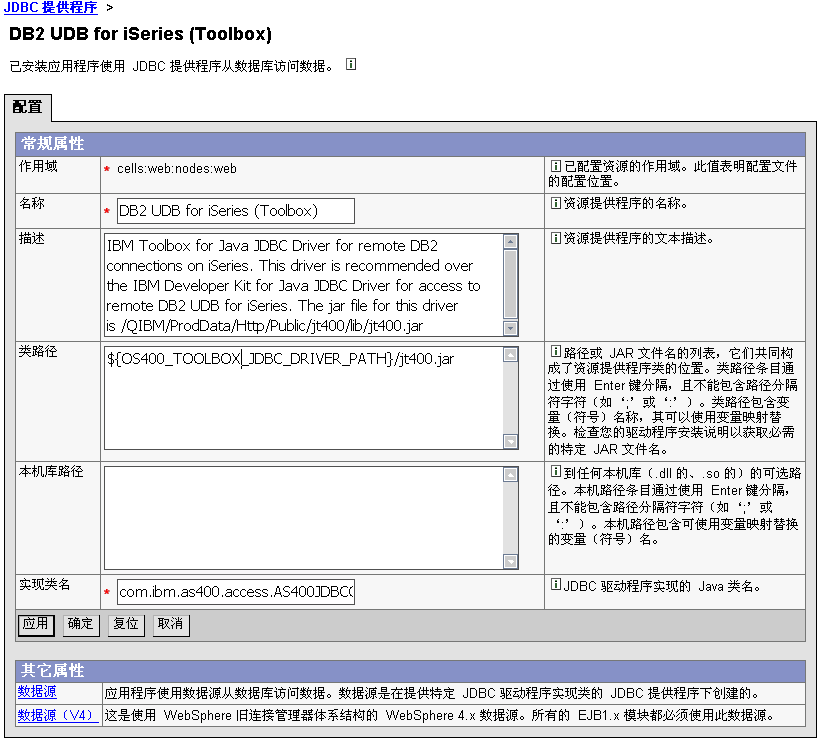 JDBC 提供程序 >
DB2 UDB for iSeries (Toolbox)
已安装应用程序使用 JDBC 提供程序从数据库访问数据。
配置
常规属性
作用域
* cells:web:nodes:web
已配置资源的作用域。此值表明配置文件
的配置位置。
名称
* DB2 UDB for iSeries (Toolbox)
资源提供程序的名称。
描述
IBM Toolbox for Java JDBC Driver for remote DB2
connections on iSeries. This driver is recommended over
the IBM Developer Kit for Java JDBC Driver for access to
remote DB2 UDB for iSeries. The jar file for this driver
is /QIBM/ProdData/Http/Public/jt400/lib/jt400.jar
资源提供程序的文本描述。
类路径
${OS400_TOOLBOX_JDBC_DRIVER_PATH}/jt400.jar
路径或 JAR 文件名的列表，它们共同构
成了资源提供程序类的位置。类路径条目通
过使用 Enter 键分隔，且不能包含路径分隔
符字符（如‘;’或‘:’）。类路径包含变
量（符号）名称，其可以使用变量映射替
换。检查您的驱动程序安装说明以获取必需
的特定 JAR 文件名。
本机库路径
到任何本机库（.dll 的、.so 的）的可选路
径。本机路径条目通过使用 Enter 键分隔，
且不能包含路径分隔符字符（如‘;’或
‘:’）。本机路径包含可使用变量映射替换
的变量（符号）名。
实现类名
* com.ibm.as400.access.AS400JDBCC
JDBC 驱动程序实现的 Java 类名。
应用 确定 复位 取消
其它属性
数据源
应用程序使用数据源从数据库访问数据。数据源是在提供特定 JDBC 驱动程序实现类的 JDBC 提供程序下创建的。
数据源（V4）
这是使用 WebSphere 旧连接管理器体系结构的 WebSphere 4.x 数据源。所有的 EJB1.x 模块都必须使用此数据源。